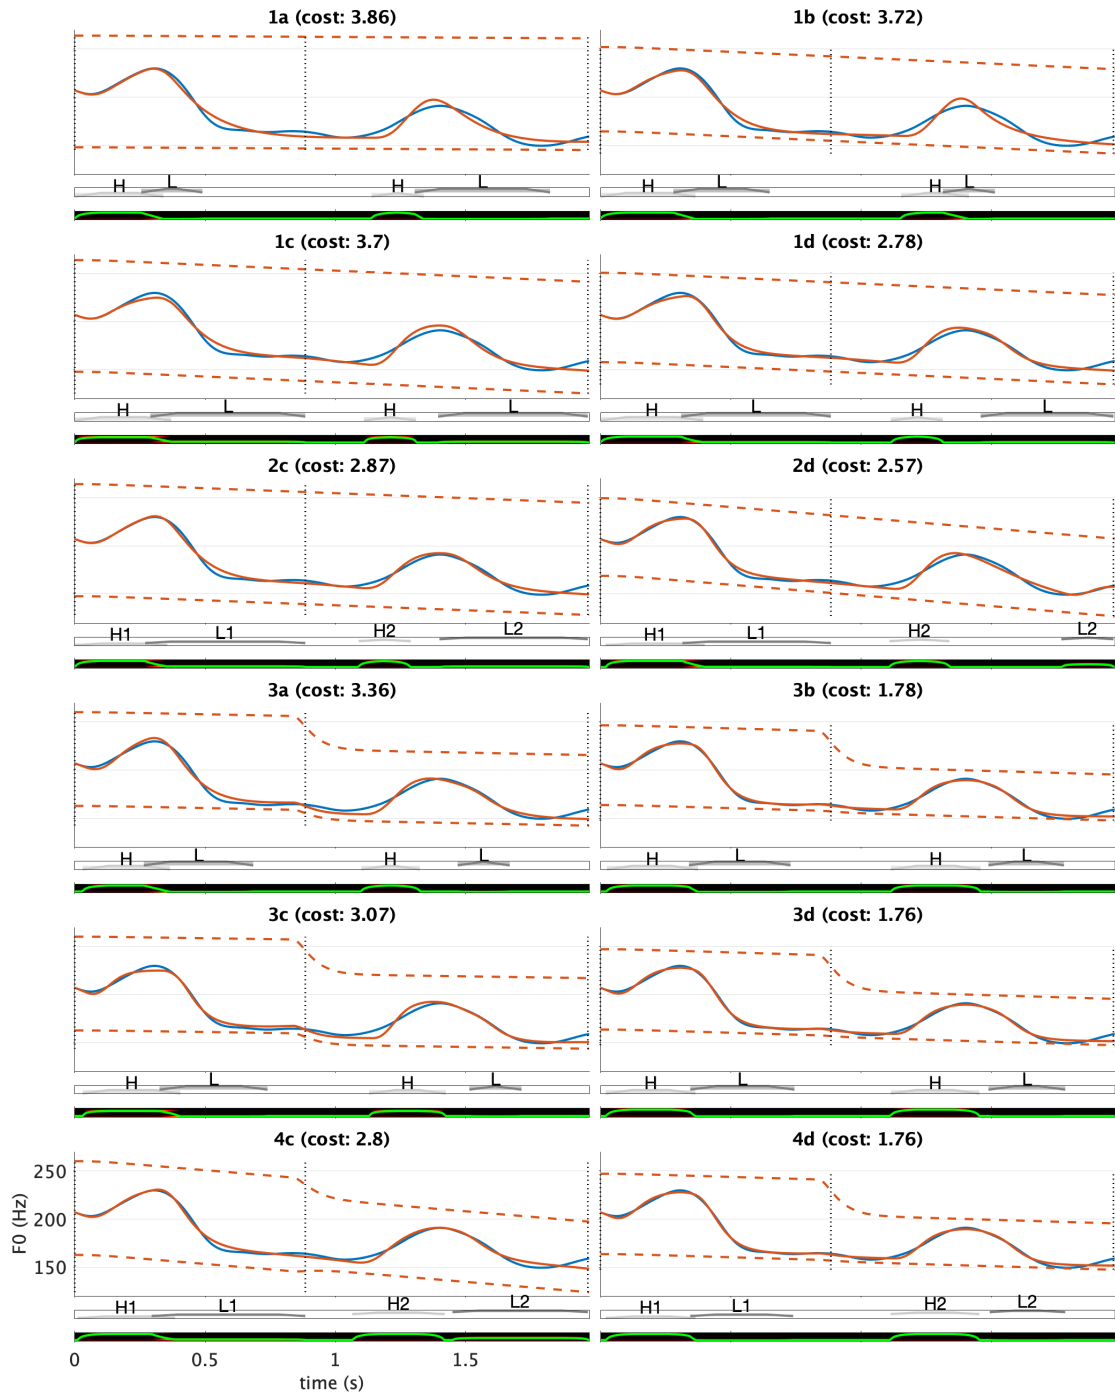 1a (cost: 3.86)
1b (cost: 3.72)
H L H L
H L H L
1c (cost: 3.7)
1d (cost: 2.78)
H L H L
H L H L
2c (cost: 2.87)
2d (cost: 2.57)
H1 L1 H2 L2
H1 L1 H2 L2
3a (cost: 3.36)
3b (cost: 1.78)
H L H L
H L H L
3c (cost: 3.07)
3d (cost: 1.76)
H L H L
H L H L
4c (cost: 2.8)
4d (cost: 1.76)
250
200
150
F0 (Hz)
H1 L1 H2 L2
H1 L1 H2 L2
0 0.5 1 1.5
time (s)